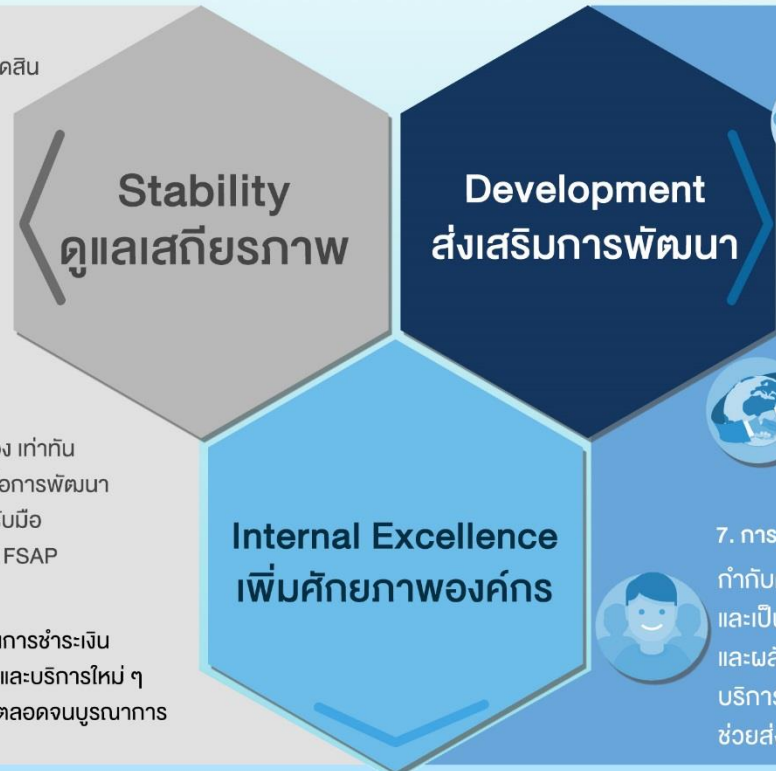 ดสิน
Stability
ดูแลเสถียรภาพ
Development
ส่งเสริมการพัฒนา
ง เท่าทัน
อการพัฒนา
รับมือ
FSAP
นการชำระเงิน
และบริการใหม่ ๆ
ตลอดจนบูรณาการ
Internal Excellence
เพิ่มศักยภาพองค์กร
7. การ
กำกับ
และเป็น
และผลั
บริการ
ช่วยส่ง